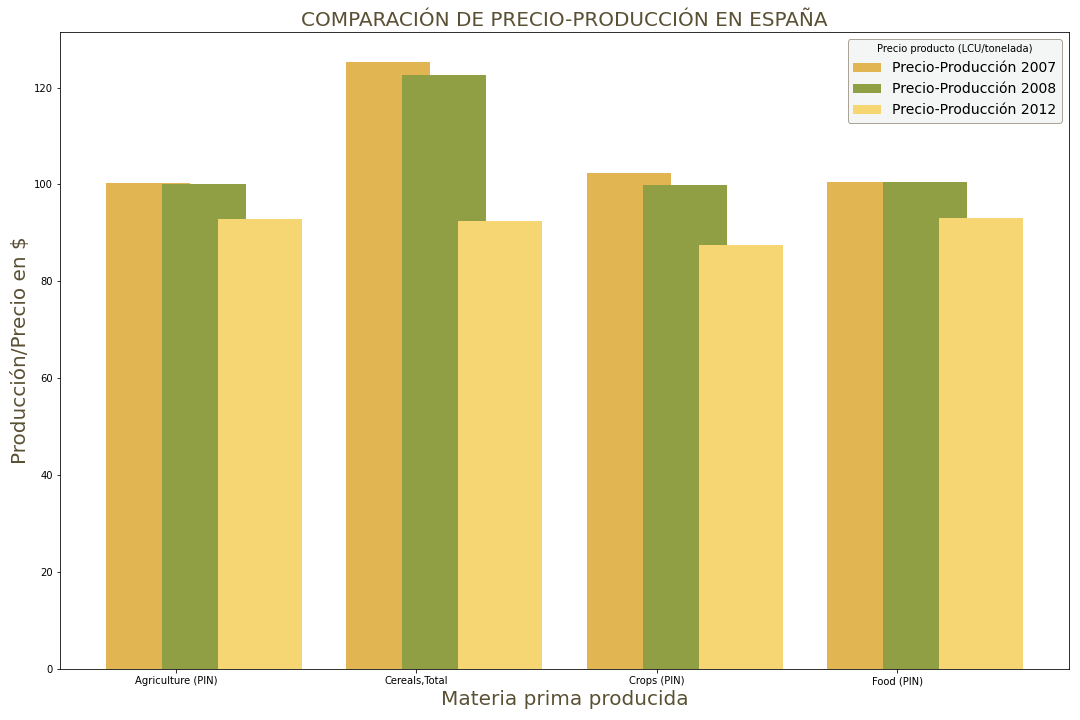 COMPARACIÓN DE PRECIO-PRODUCCIÓN EN ESPAÑA
Precio producto (LCU/tonelada)
Precio-Producción 2007
Precio-Producción 2008
Precio-Producción 2012
Producción/Precio en $
120
100
80
60
40
20
0
Agriculture (PIN) Cereals,Total Crops (PIN) Food (PIN)
Materia prima producida